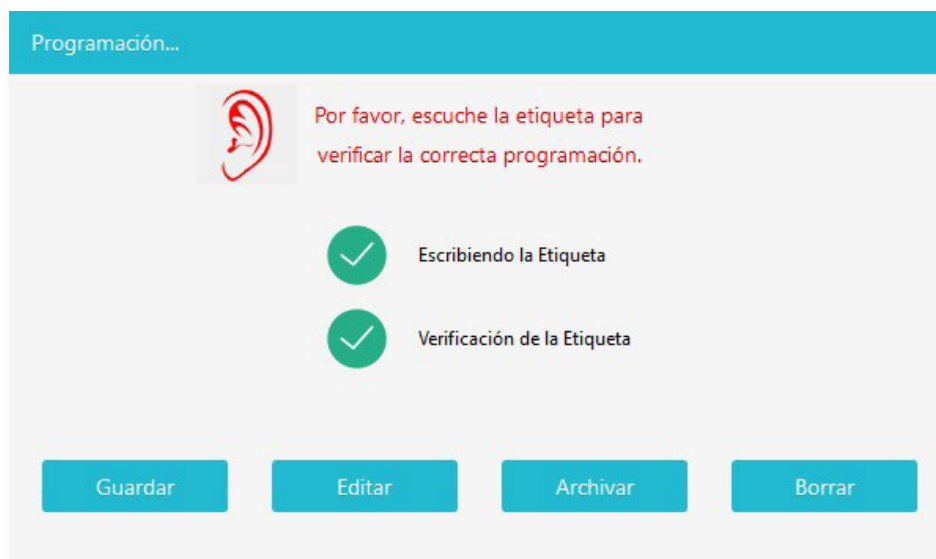 Programación...
Por favor, escuche la etiqueta para
verificar la correcta programación.
Escribiendo la Etiqueta
Verificación de la Etiqueta
Guardar
Editar
Archivar
Borrar